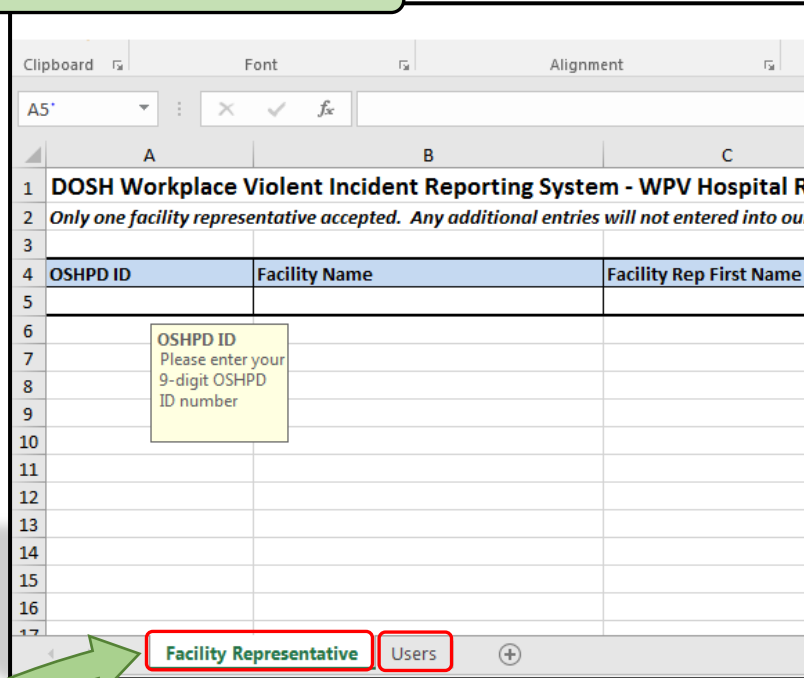 Clipboard Font Alignment
A5 fx
A B C
1 DOSH Workplace Violent Incident Reporting System - WPV Hospital
2 Only one facility representative accepted. Any additional entries will not entered into
3
4 OSHPD ID Facility Name Facility Rep First Name
5
6
7
8
9
10
11
12
13
14
15
16
17
OSHPD ID
Please enter your
9-digit OSHPD
ID number
Facility Representative Users